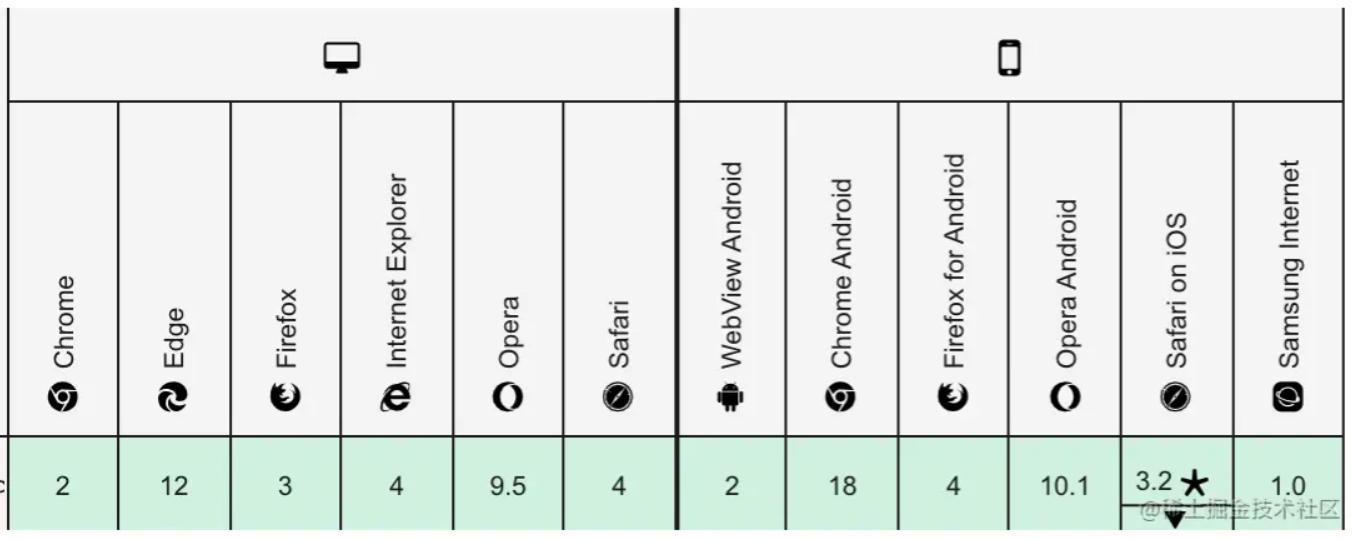 Chrome
Edge
Firefox
Internet Explorer
Opera
Safari
WebView Android
Chrome Android
Firefox for Android
Opera Android
Safari on iOS
Samsung Internet
2 12 3 4 9.5 4 2 18 4 10.1 3.2 * 1.0
@稀土掘金技术社区